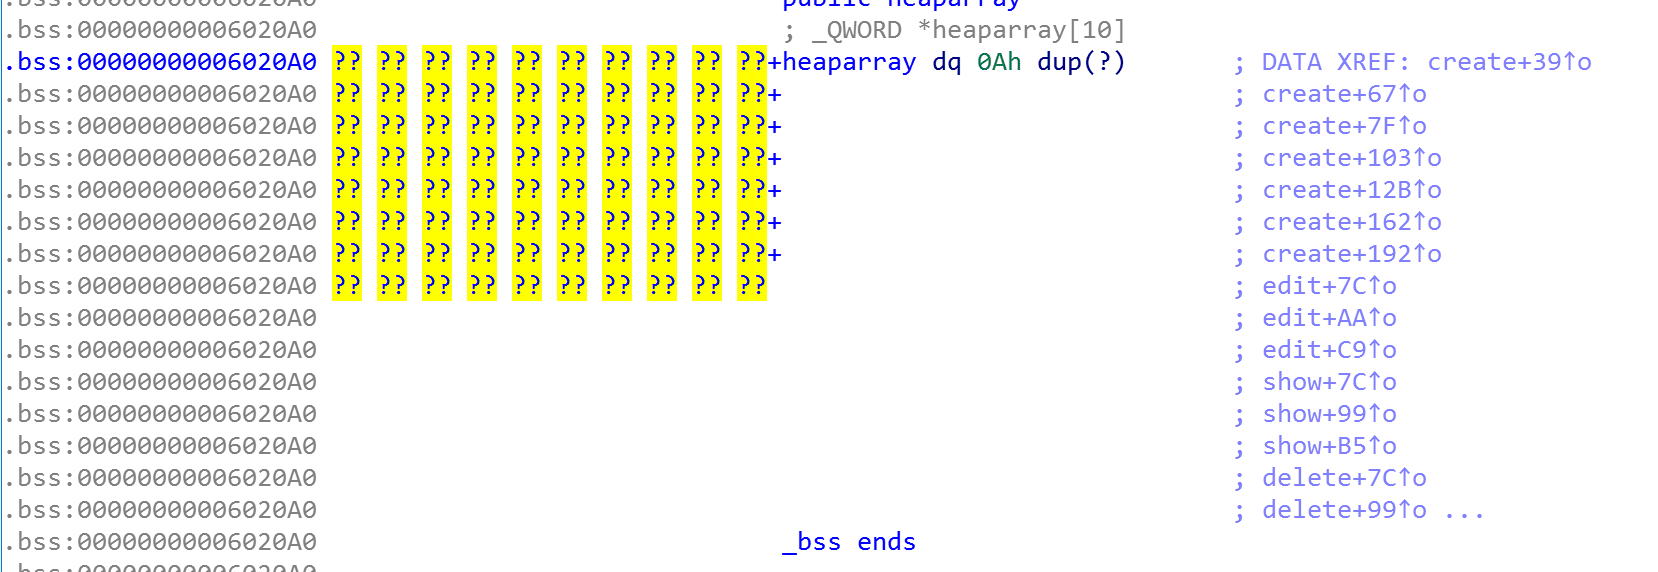 .bss:00000000006020A0 public heaparray
.bss:00000000006020A0 ; _QWORD *heaparray[10]
.bss:00000000006020A0 ?? ?? ?? ?? ?? ?? ?? ?? ?? ??+heaparray dq 0Ah dup(?) ; DATA XREF: create+39↑o
.bss:00000000006020A0 ?? ?? ?? ?? ?? ?? ?? ?? ?? ??+ ; create+67↑o
.bss:00000000006020A0 ?? ?? ?? ?? ?? ?? ?? ?? ?? ??+ ; create+7F↑o
.bss:00000000006020A0 ?? ?? ?? ?? ?? ?? ?? ?? ?? ??+ ; create+103↑o
.bss:00000000006020A0 ?? ?? ?? ?? ?? ?? ?? ?? ?? ??+ ; create+12B↑o
.bss:00000000006020A0 ?? ?? ?? ?? ?? ?? ?? ?? ?? ??+ ; create+162↑o
.bss:00000000006020A0 ?? ?? ?? ?? ?? ?? ?? ?? ?? ??+ ; create+192↑o
.bss:00000000006020A0 ?? ?? ?? ?? ?? ?? ?? ?? ?? ?? ; edit+7C↑o
.bss:00000000006020A0 ; edit+AA↑o
.bss:00000000006020A0 ; edit+C9↑o
.bss:00000000006020A0 ; show+7C↑o
.bss:00000000006020A0 ; show+99↑o
.bss:00000000006020A0 ; show+B5↑o
.bss:00000000006020A0 ; delete+7C↑o
.bss:00000000006020A0 ; delete+99↑o ...
.bss:00000000006020A0 _bss ends
.bss:00000000006020A0